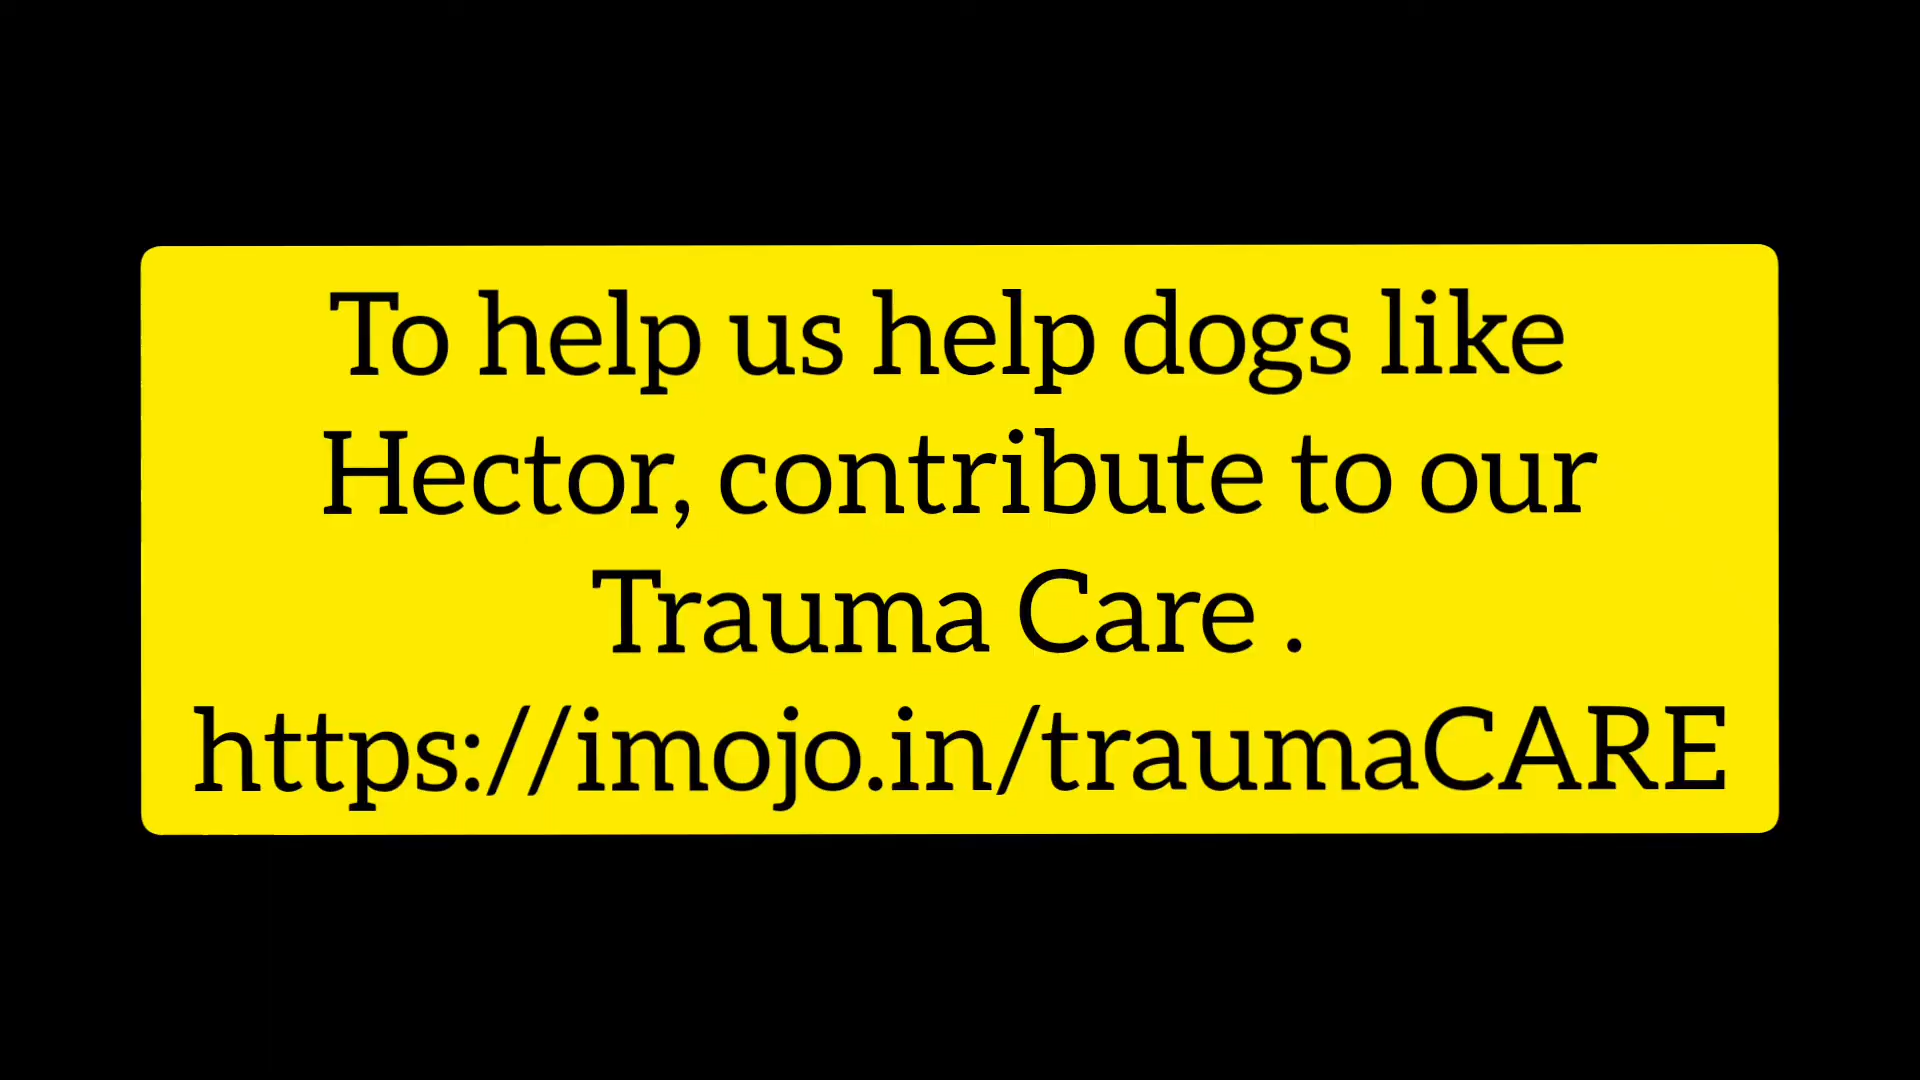 To help us help dogs like
Hector, contribute to our
Trauma Care .
https://imojo.in/traumaCARE